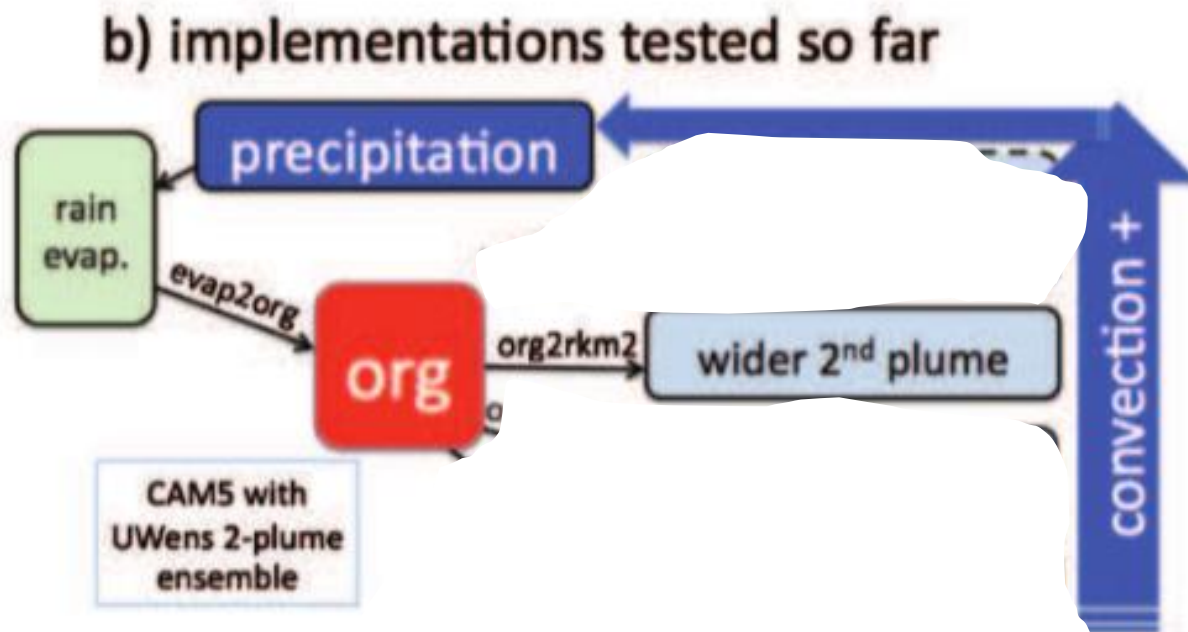 b) implementations tested so far
precipitation
rain
evap.
evap2org
org
org2rkm2
wider 2nd plume
convection +
CAM5 with
UWens 2-plume
ensemble